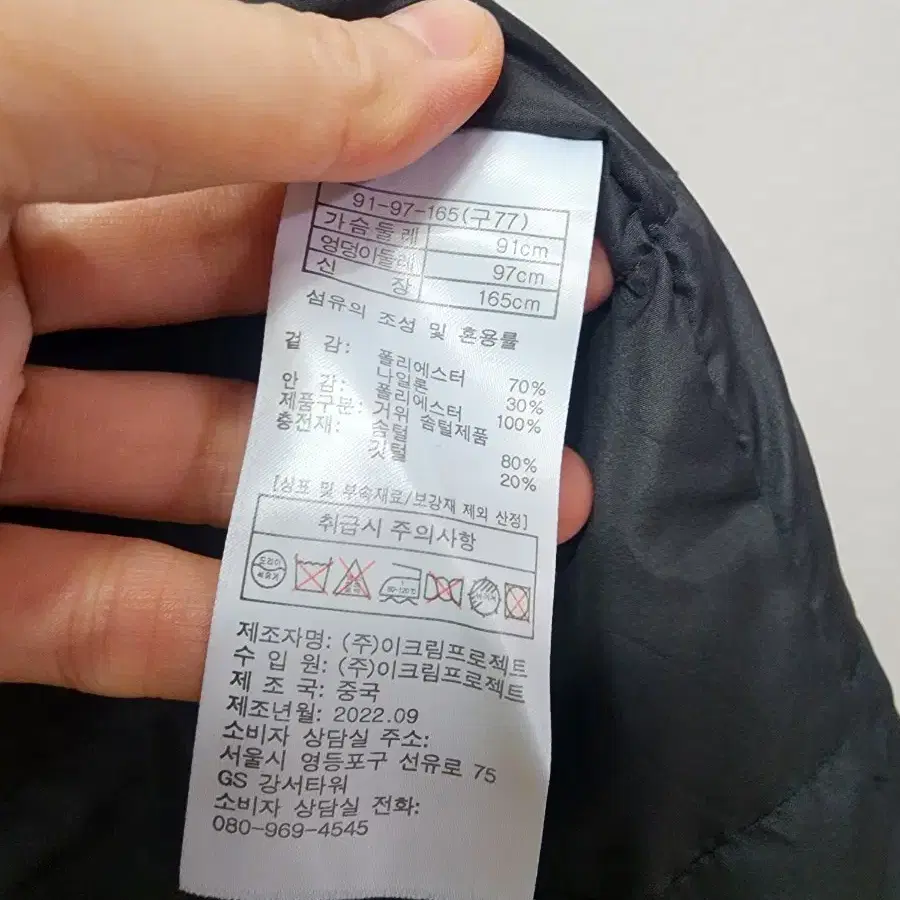 91-97-165(구77)
가슴둘레 91cm
엉덩이둘레 97cm
신 장 165cm
섬유의 조성 및 혼용률
겉 감: 폴리에스터 70%
나일론 30%
안 감: 폴리에스터 100%
제품구분: 거위 솜털제품
충전재: 솜털 80%
깃털 20%
[심표 및 부속재료/보강재 제외 산정]
취급시 주의사항
드라이
80~120℃
제조자명: (주)이크림프로젝트
수 입 원: (주)이크림프로젝트
제 조 국: 중국
제조년월: 2022.09
소비자 상담실 주소:
서울시 영등포구 선유로 75
GS 강서타워
소비자 상담실 전화:
080-969-4545